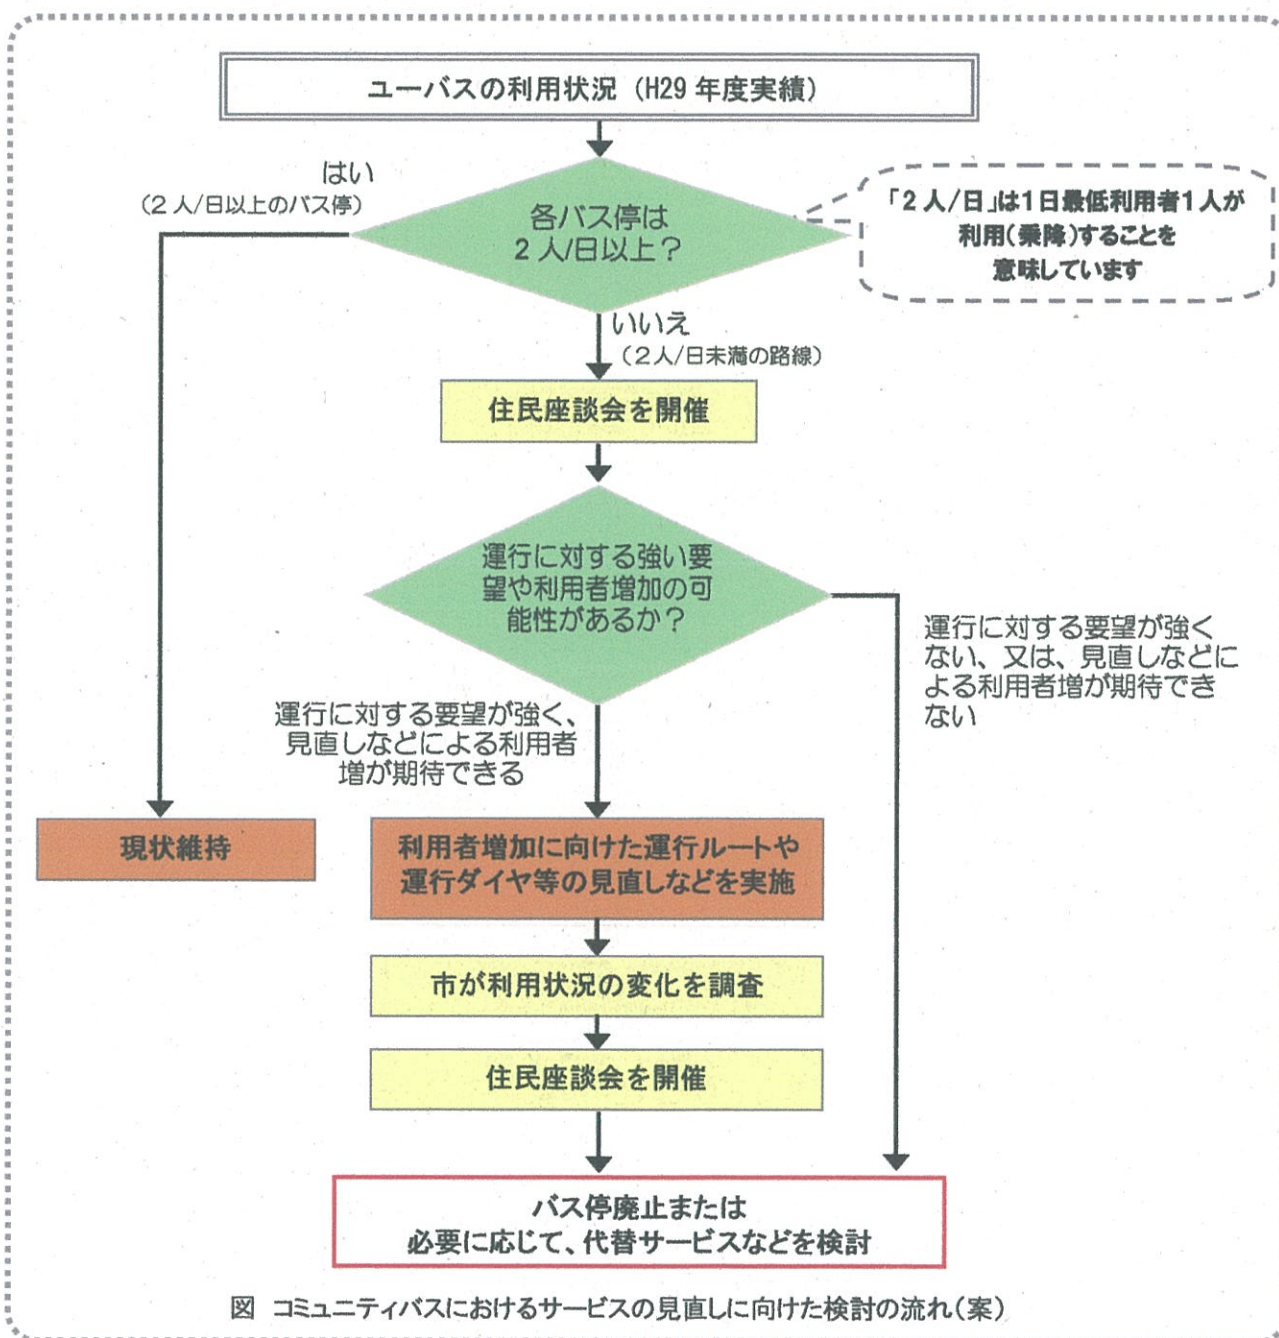 ユーバスの利用状況（H29 年度実績）
はい
（2 人/日以上のバス停）
各バス停は
2 人/日以上？
「2 人/日」は1日最低利用者1人が
利用（乗降）することを
意味しています
いいえ
（2人/日未満の路線）
住民座談会を開催
運行に対する強い要
望や利用者増加の可
能性があるか？
運行に対する要望が強く
ない、又は、見直しなどに
よる利用者増が期待でき
ない
運行に対する要望が強く、
見直しなどによる利用者
増が期待できる
現状維持
利用者増加に向けた運行ルートや
運行ダイヤ等の見直しなどを実施
市が利用状況の変化を調査
住民座談会を開催
バス停廃止または
必要に応じて、代替サービスなどを検討
図　コミュニティバスにおけるサービスの見直しに向けた検討の流れ（案）